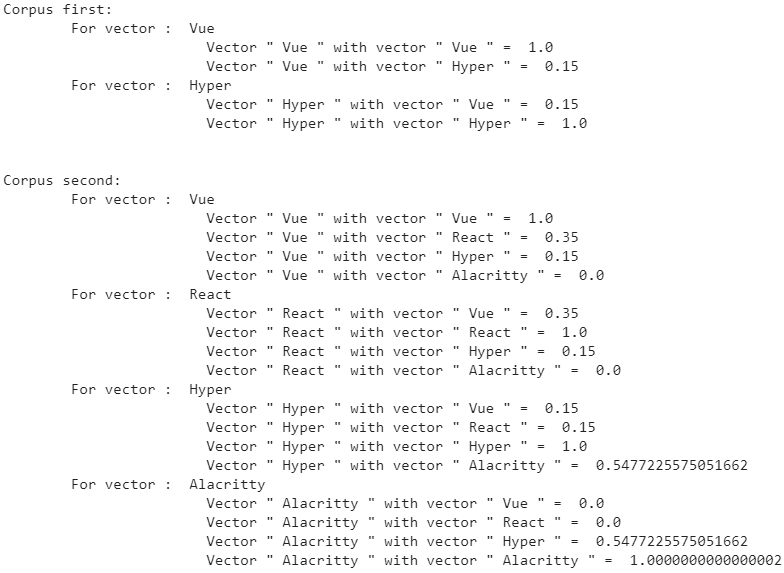 Corpus first:
For vector :  Vue
Vector " Vue " with vector " Vue " =  1.0
Vector " Vue " with vector " Hyper " =  0.15
For vector :  Hyper
Vector " Hyper " with vector " Vue " =  0.15
Vector " Hyper " with vector " Hyper " =  1.0
Corpus second:
For vector :  Vue
Vector " Vue " with vector " Vue " =  1.0
Vector " Vue " with vector " React " =  0.35
Vector " Vue " with vector " Hyper " =  0.15
Vector " Vue " with vector " Alacritty " =  0.0
For vector :  React
Vector " React " with vector " Vue " =  0.35
Vector " React " with vector " React " =  1.0
Vector " React " with vector " Hyper " =  0.15
Vector " React " with vector " Alacritty " =  0.0
For vector :  Hyper
Vector " Hyper " with vector " Vue " =  0.15
Vector " Hyper " with vector " React " =  0.15
Vector " Hyper " with vector " Hyper " =  1.0
Vector " Hyper " with vector " Alacritty " =  0.5477225575051662
For vector :  Alacritty
Vector " Alacritty " with vector " Vue " =  0.0
Vector " Alacritty " with vector " React " =  0.0
Vector " Alacritty " with vector " Hyper " =  0.5477225575051662
Vector " Alacritty " with vector " Alacritty " =  1.0000000000000002